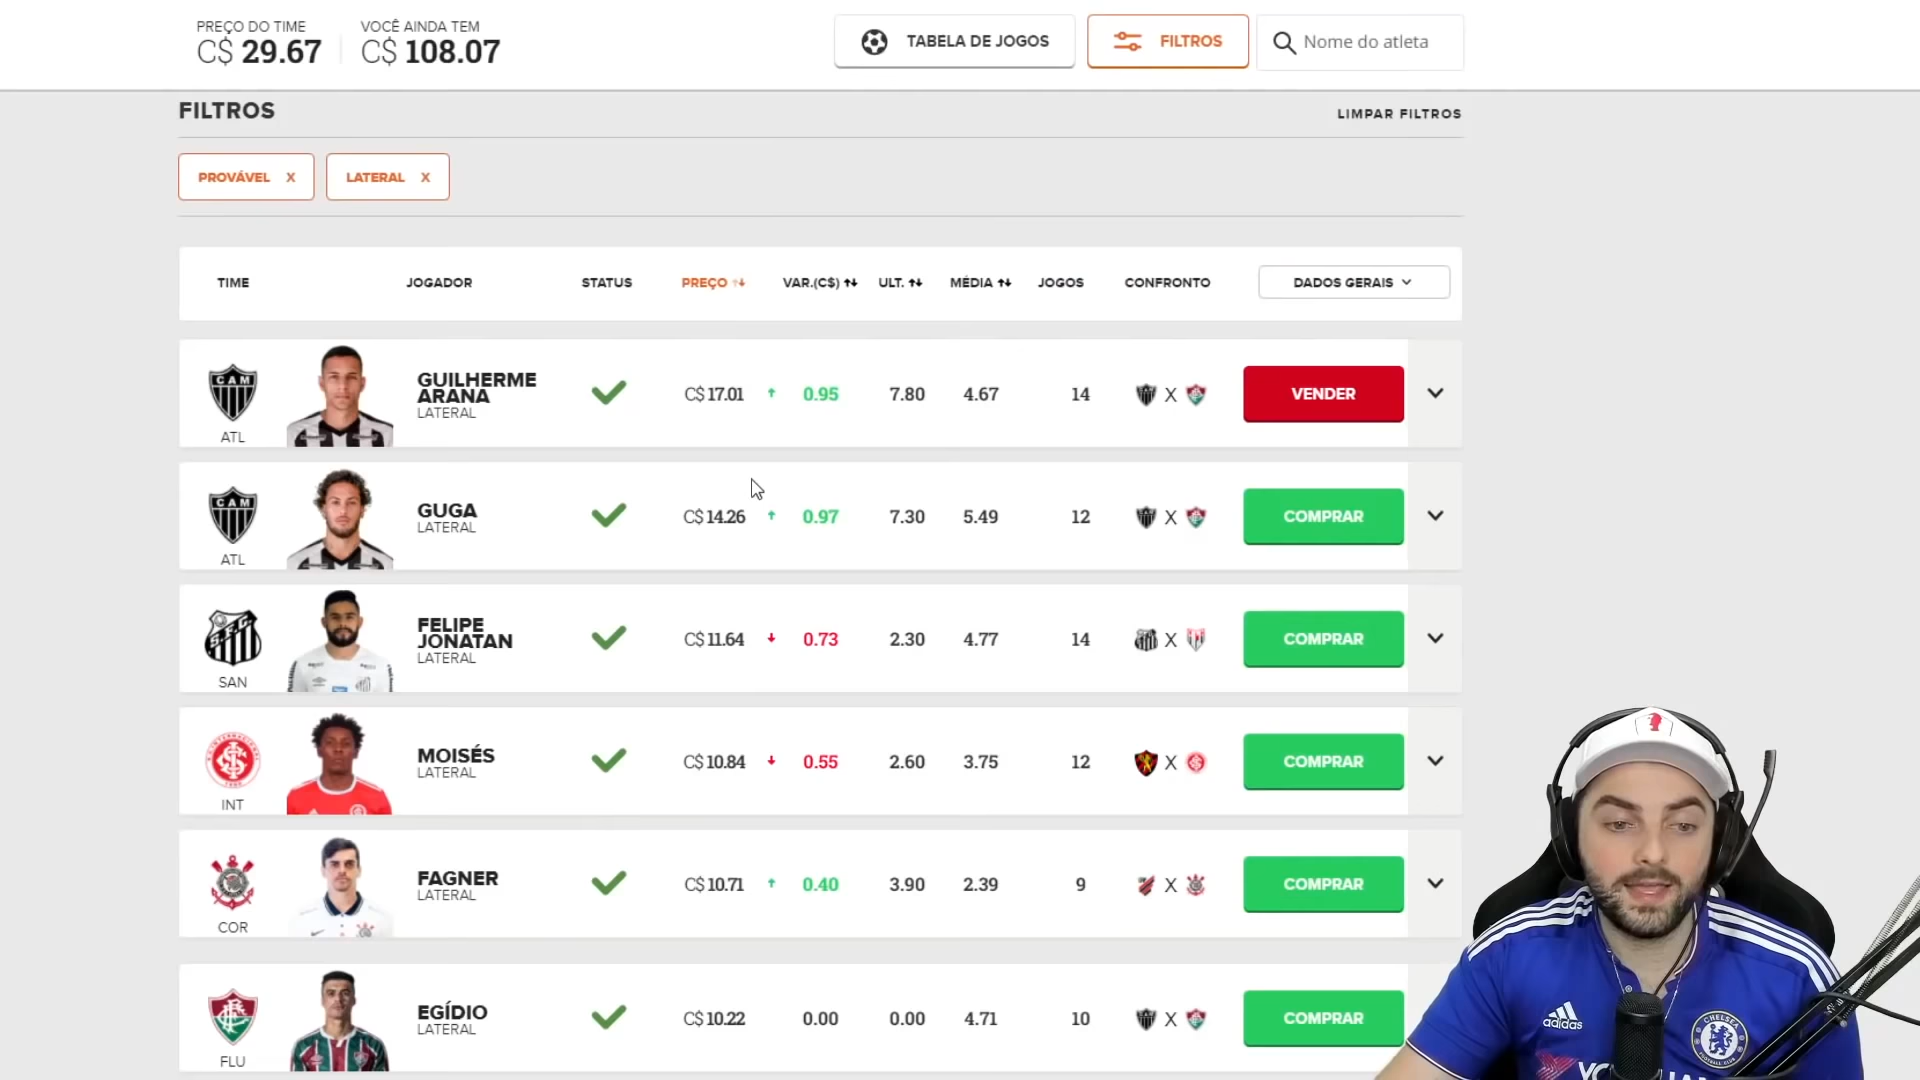 PREÇO DO TIME
C$ 29.67
VOCÊ AINDA TEM
C$ 108.07
TABELA DE JOGOS
FILTROS
Nome do atleta
FILTROS
LIMPAR FILTROS
PROVÁVEL X
LATERAL X
TIME JOGADOR STATUS PREÇO VAR.(C$) ULT. MÉDIA JOGOS CONFRONTO DADOS GERAIS
CAM
ATL
GUILHERME
ARANA
LATERAL
C$ 17.01 0.95 7.80 4.67 14 X VENDER
CAM
ATL
GUGA
LATERAL
C$ 14.26 0.97 7.30 5.49 12 X COMPRAR
SAN
FELIPE
JONATAN
LATERAL
C$ 11.64 0.73 2.30 4.77 14 X COMPRAR
INT
MOISÉS
LATERAL
C$ 10.84 0.55 2.60 3.75 12 X COMPRAR
COR
FAGNER
LATERAL
C$ 10.71 0.40 3.90 2.39 9 X COMPRAR
FLU
EGÍDIO
LATERAL
C$ 10.22 0.00 0.00 4.71 10 X COMPRAR
adidas
CHELSEA